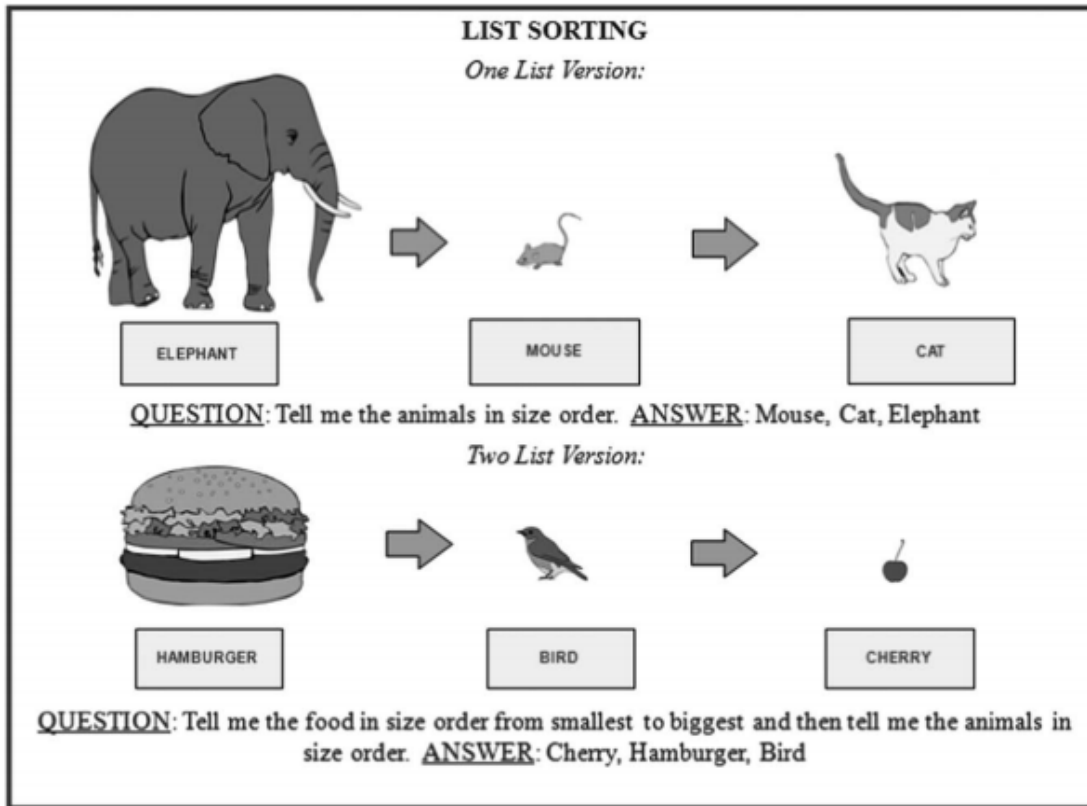 LIST SORTING
One List Version:
ELEPHANT
MOUSE
CAT
QUESTION: Tell me the animals in size order. ANSWER: Mouse, Cat, Elephant
Two List Version:
HAMBURGER
BIRD
CHERRY
QUESTION: Tell me the food in size order from smallest to biggest and then tell me the animals in
size order. ANSWER: Cherry, Hamburger, Bird